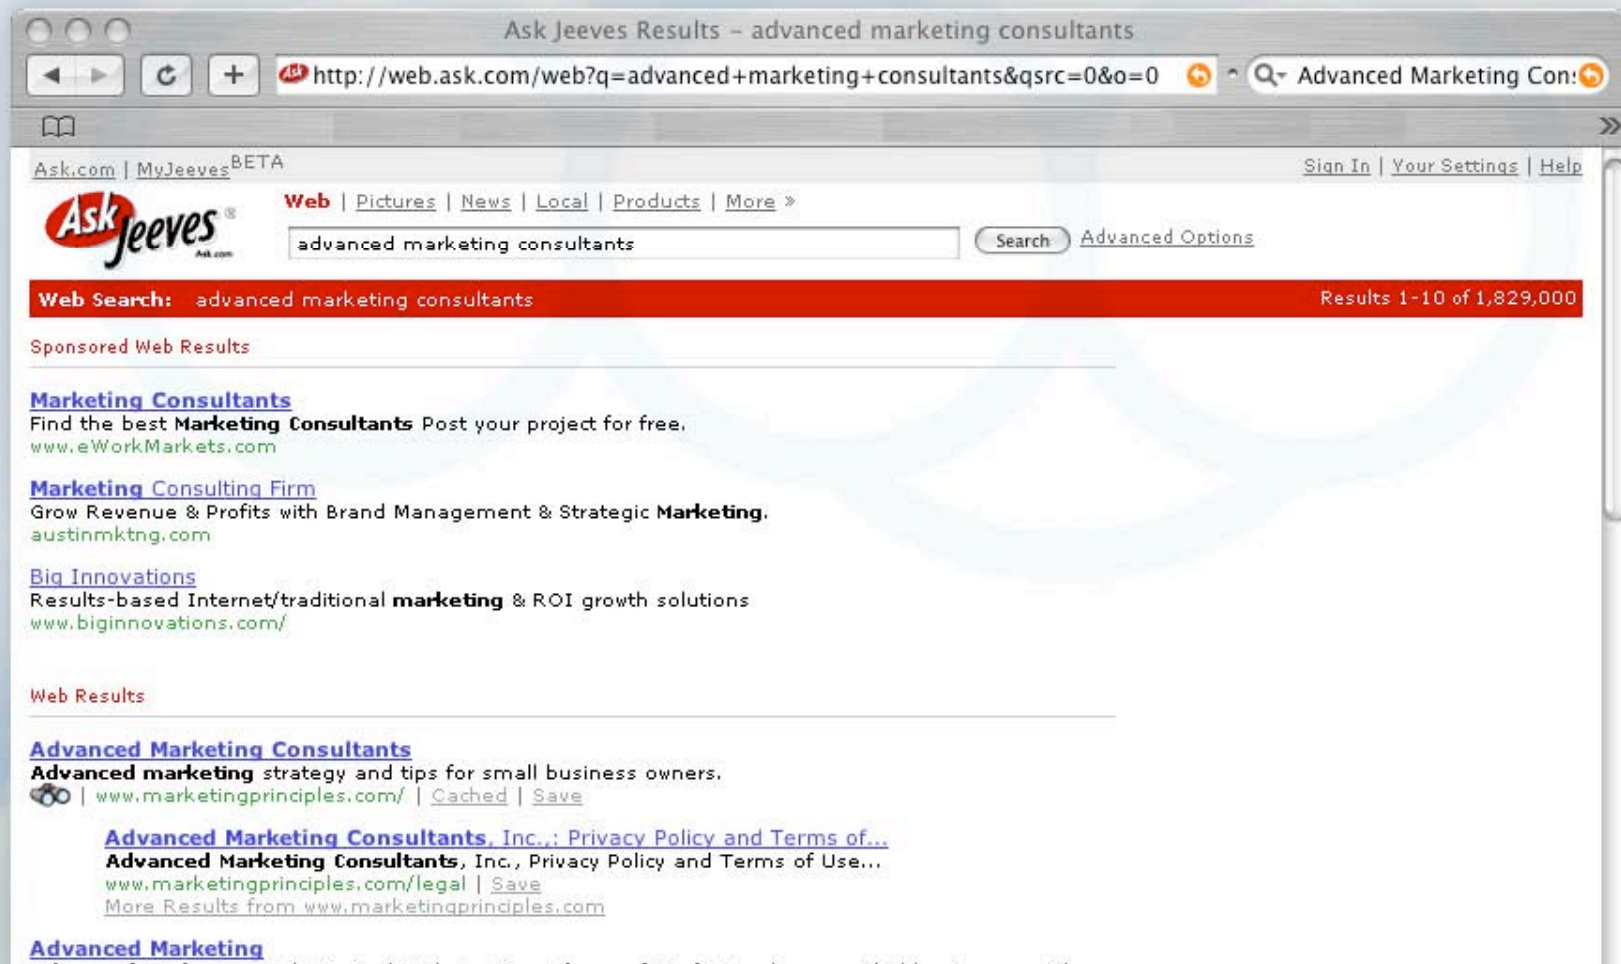 Ask Jeeves Results – advanced marketing consultants
http://web.ask.com/web?q=advanced+marketing+consultants&qsrc=0&o=0
Advanced Marketing Con
Ask.com | MyJeeves BETA
Sign In | Your Settings | Help
Ask Jeeves ®
Ask.com
Web | Pictures | News | Local | Products | More »
advanced marketing consultants
Search
Advanced Options
Web Search: advanced marketing consultants
Results 1-10 of 1,829,000
Sponsored Web Results
Marketing Consultants
Find the best Marketing Consultants Post your project for free.
www.eWorkMarkets.com
Marketing Consulting Firm
Grow Revenue & Profits with Brand Management & Strategic Marketing.
austinmktng.com
Big Innovations
Results-based Internet/traditional marketing & ROI growth solutions
www.biginnovations.com/
Web Results
Advanced Marketing Consultants
Advanced marketing strategy and tips for small business owners.
| www.marketingprinciples.com/ | Cached | Save
Advanced Marketing Consultants, Inc.,: Privacy Policy and Terms of...
Advanced Marketing Consultants, Inc., Privacy Policy and Terms of Use...
www.marketingprinciples.com/legal | Save
More Results from www.marketingprinciples.com
Advanced Marketing